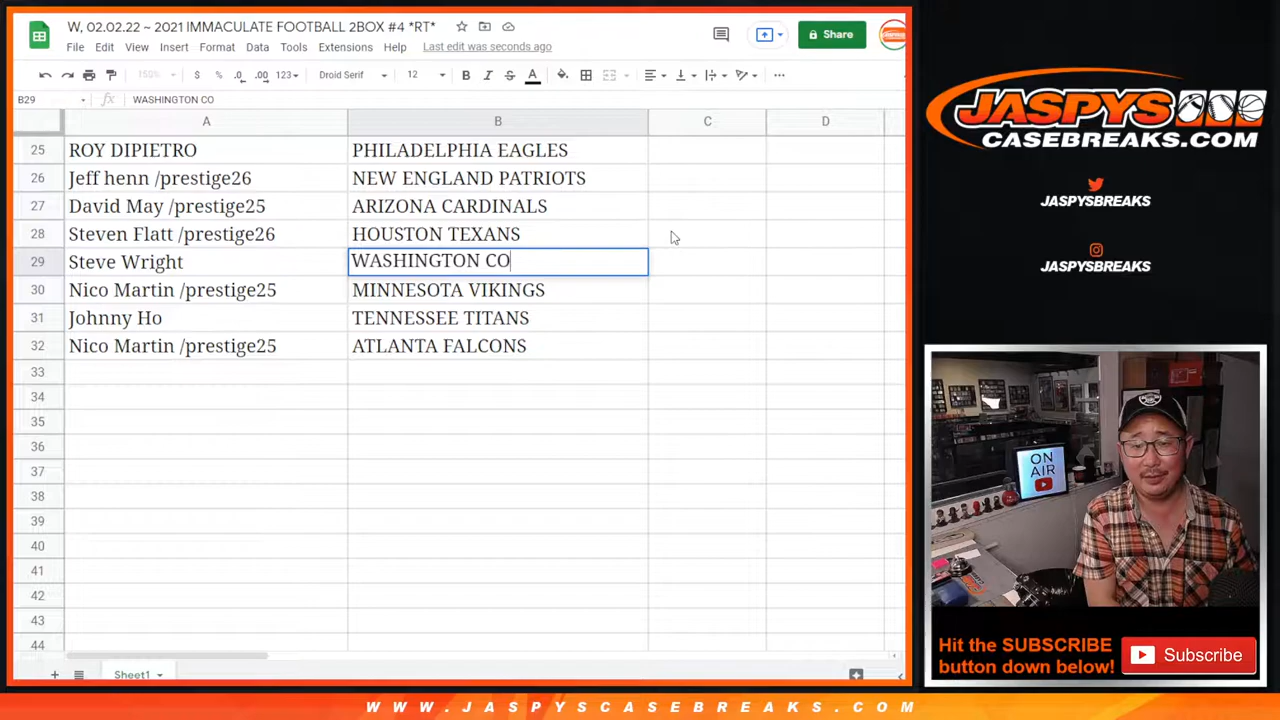 W, 02.02.22 ~ 2021 IMMACULATE FOOTBALL 2BOX #4 *RT*
File Edit View Insert Format Data Tools Extensions Help Last edit was seconds ago
Share
150% $ % .0 .00 123 Droid Serif 12 B I S A
B29 fx WASHINGTON CO
A B C D
25 ROY DIPIETRO PHILADELPHIA EAGLES
26 Jeff henn /prestige26 NEW ENGLAND PATRIOTS
27 David May /prestige25 ARIZONA CARDINALS
28 Steven Flatt /prestige26 HOUSTON TEXANS
29 Steve Wright WASHINGTON CO
30 Nico Martin /prestige25 MINNESOTA VIKINGS
31 Johnny Ho TENNESSEE TITANS
32 Nico Martin /prestige25 ATLANTA FALCONS
33
34
35
36
37
38
39
40
41
42
43
44
Sheet1
JASPYS
CASEBREAKS.COM
JASPYSBREAKS
JASPYSBREAKS
ON
AIR
Hit the SUBSCRIBE
button down below!
Subscribe
WWW.JASPYSCASEBREAKS.COM